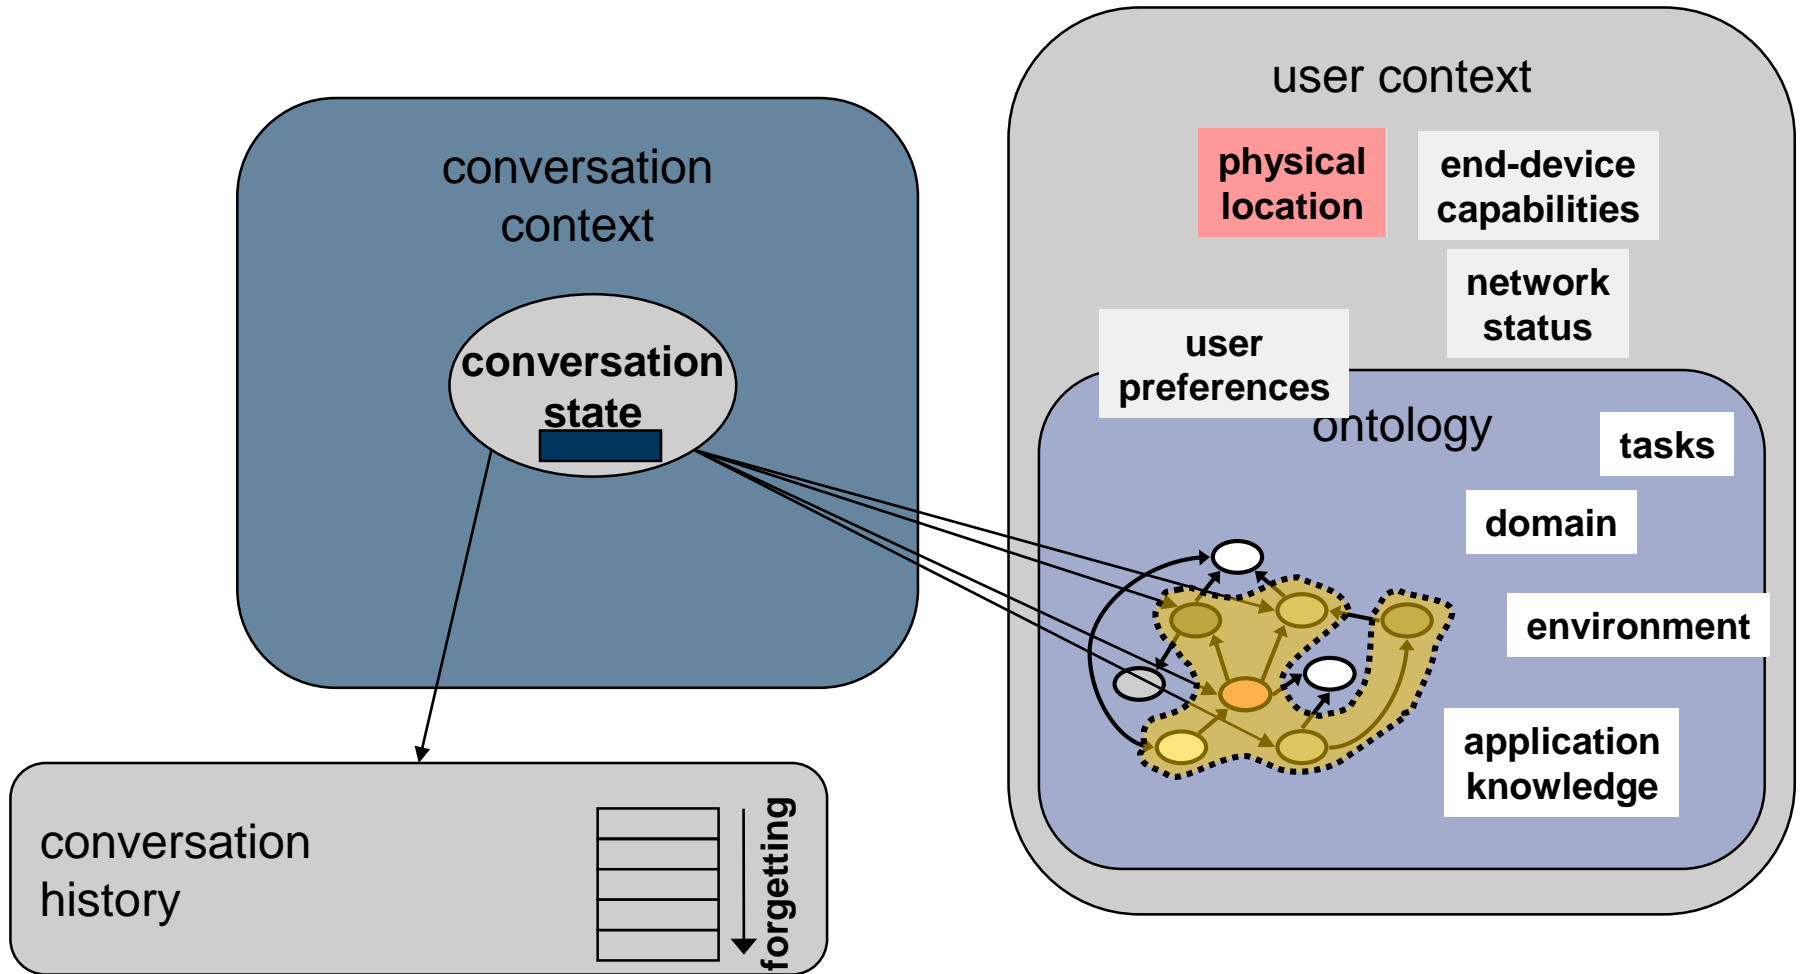 user context
physical
location
end-device
capabilities
network
status
user
preferences
ontology
tasks
domain
environment
application
knowledge
conversation
context
conversation
state
conversation
history
forgetting